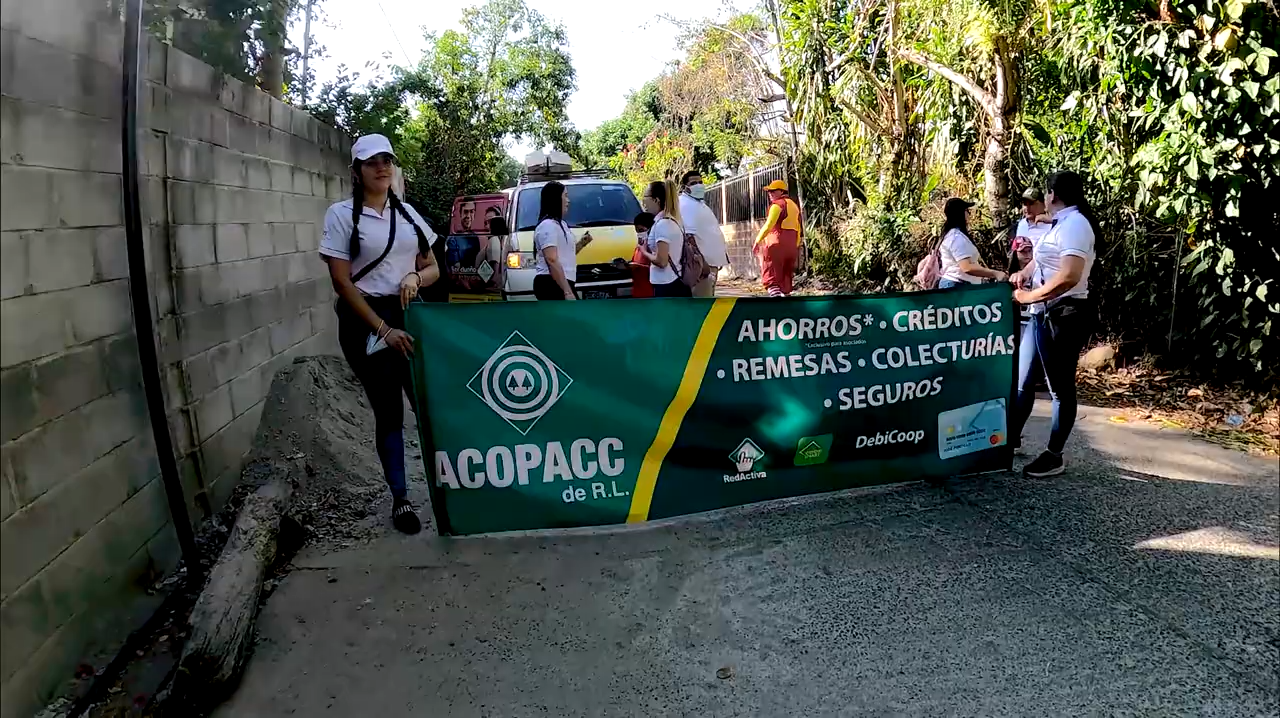 AHORROS* • CRÉDITOS
*Exclusivo para asociados
• REMESAS • COLECTURÍAS
• SEGUROS
ACOPACC
de R.L.
RedActiva
DebiCoop